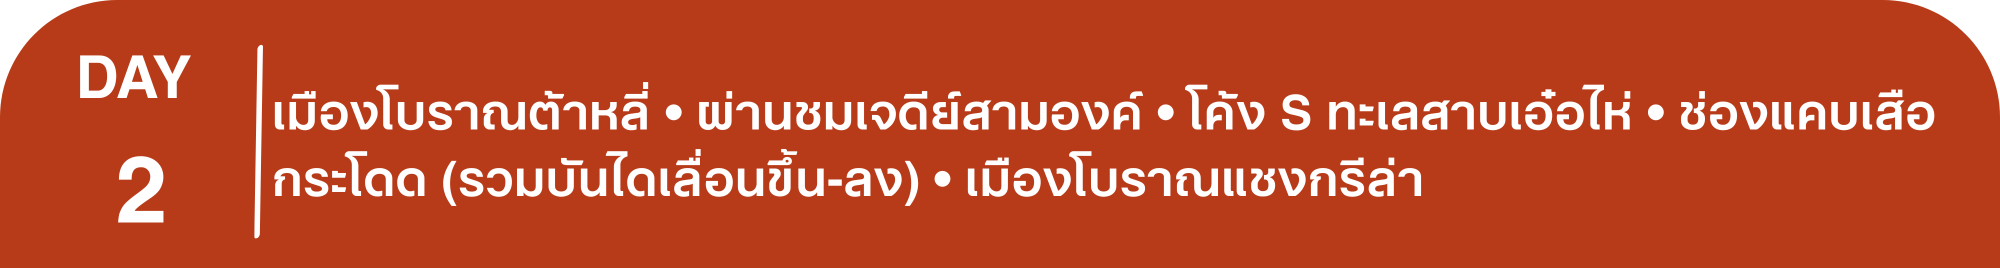 DAY
2
เมืองโบราณต้าหลี่ • ผ่านชมเจดีย์สามองค์ • โค้ง S ทะเลสาบเอ๋อไห่ • ช่องแคบเสือ
กระโดด (รวมบันไดเลื่อนขึ้น-ลง) • เมืองโบราณแชงกรีล่า